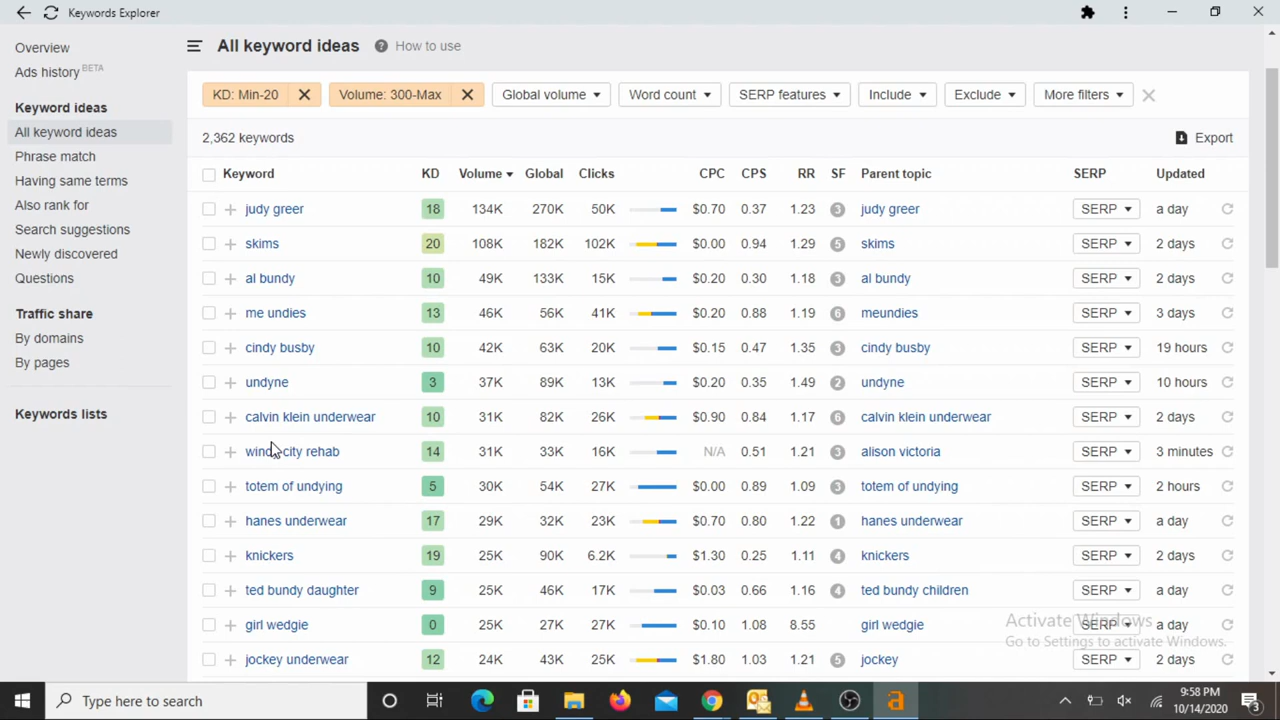 Keywords Explorer
Overview
Ads history BETA
Keyword ideas
All keyword ideas
Phrase match
Having same terms
Also rank for
Search suggestions
Newly discovered
Questions
Traffic share
By domains
By pages
Keywords lists
All keyword ideas ? How to use
KD: Min-20 Volume: 300-Max Global volume Word count SERP features Include Exclude More filters
2,362 keywords Export
Keyword KD Volume Global Clicks CPC CPS RR SF Parent topic SERP Updated
judy greer 18 134K 270K 50K $0.70 0.37 1.23 3 judy greer SERP a day
skims 20 108K 182K 102K $0.00 0.94 1.29 5 skims SERP 2 days
al bundy 10 49K 133K 15K $0.20 0.30 1.18 3 al bundy SERP 2 days
me undies 13 46K 56K 41K $0.20 0.88 1.19 6 meundies SERP 3 days
cindy busby 10 42K 63K 20K $0.15 0.47 1.35 3 cindy busby SERP 19 hours
undyne 3 37K 89K 13K $0.20 0.35 1.49 2 undyne SERP 10 hours
calvin klein underwear 10 31K 82K 26K $0.90 0.84 1.17 6 calvin klein underwear SERP 2 days
windy city rehab 14 31K 33K 16K N/A 0.51 1.21 3 alison victoria SERP 3 minutes
totem of undying 5 30K 54K 27K $0.00 0.89 1.09 3 totem of undying SERP 2 hours
hanes underwear 17 29K 32K 23K $0.70 0.80 1.22 1 hanes underwear SERP a day
knickers 19 25K 90K 6.2K $1.30 0.25 1.11 4 knickers SERP 2 days
ted bundy daughter 9 25K 46K 17K $0.03 0.66 1.16 4 ted bundy children SERP 2 days
girl wedgie 0 25K 27K 27K $0.10 1.08 8.55 girl wedgie SERP a day
jockey underwear 12 24K 43K 25K $1.80 1.03 1.21 5 jockey SERP 2 days
Activate Windows
Go to Settings to activate Windows.
Type here to search
9:58 PM
10/14/2020
3